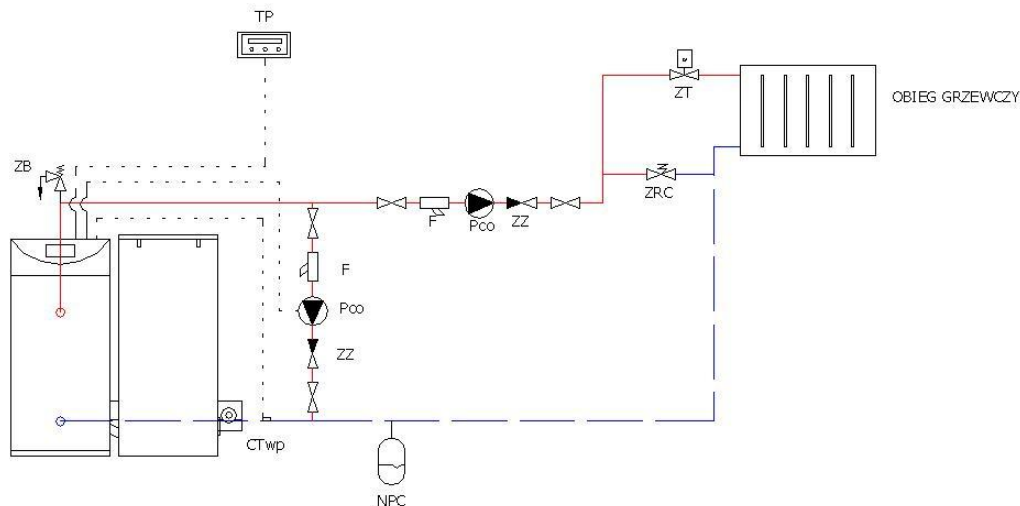 TP
ZT
OBIEG GRZEWCZY
ZB
ZRC
F
Pco
ZZ
F
Pco
ZZ
CTwp
NPC